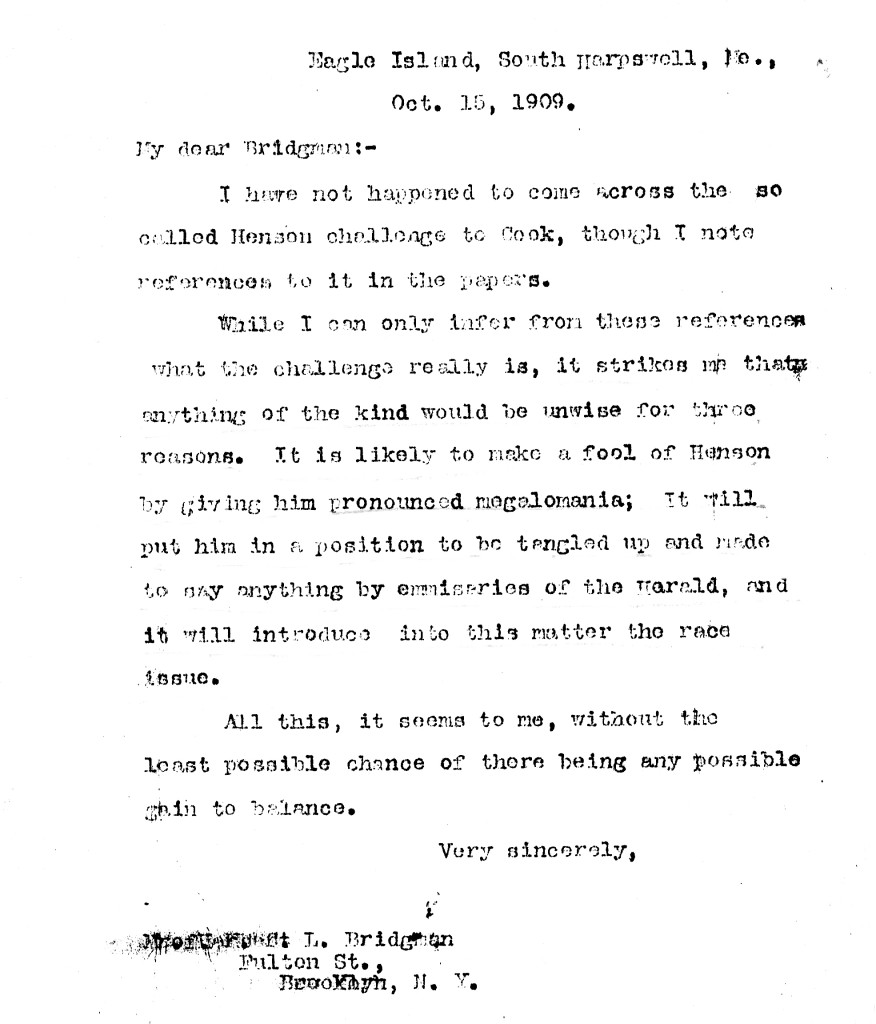 Eagle Island, South Harpswell, Me.,
Oct. 15, 1909.
My dear Bridgman:-
I have not happened to come across the so
called Henson challenge to Cook, though I note
references to it in the papers.
While I can only infer from these references
what the challenge really is, it strikes me that
anything of the kind would be unwise for three
reasons. It is likely to make a fool of Henson
by giving him pronounced megalomania; It will
put him in a position to be tangled up and made
to say anything by emmisaries of the Harald, and
it will introduce into this matter the race
issue.
All this, it seems to me, without the
least possible chance of there being any possible
gain to balance.
Very sincerely,
L. Bridgman
Fulton St.,
Brooklyn, N. Y.